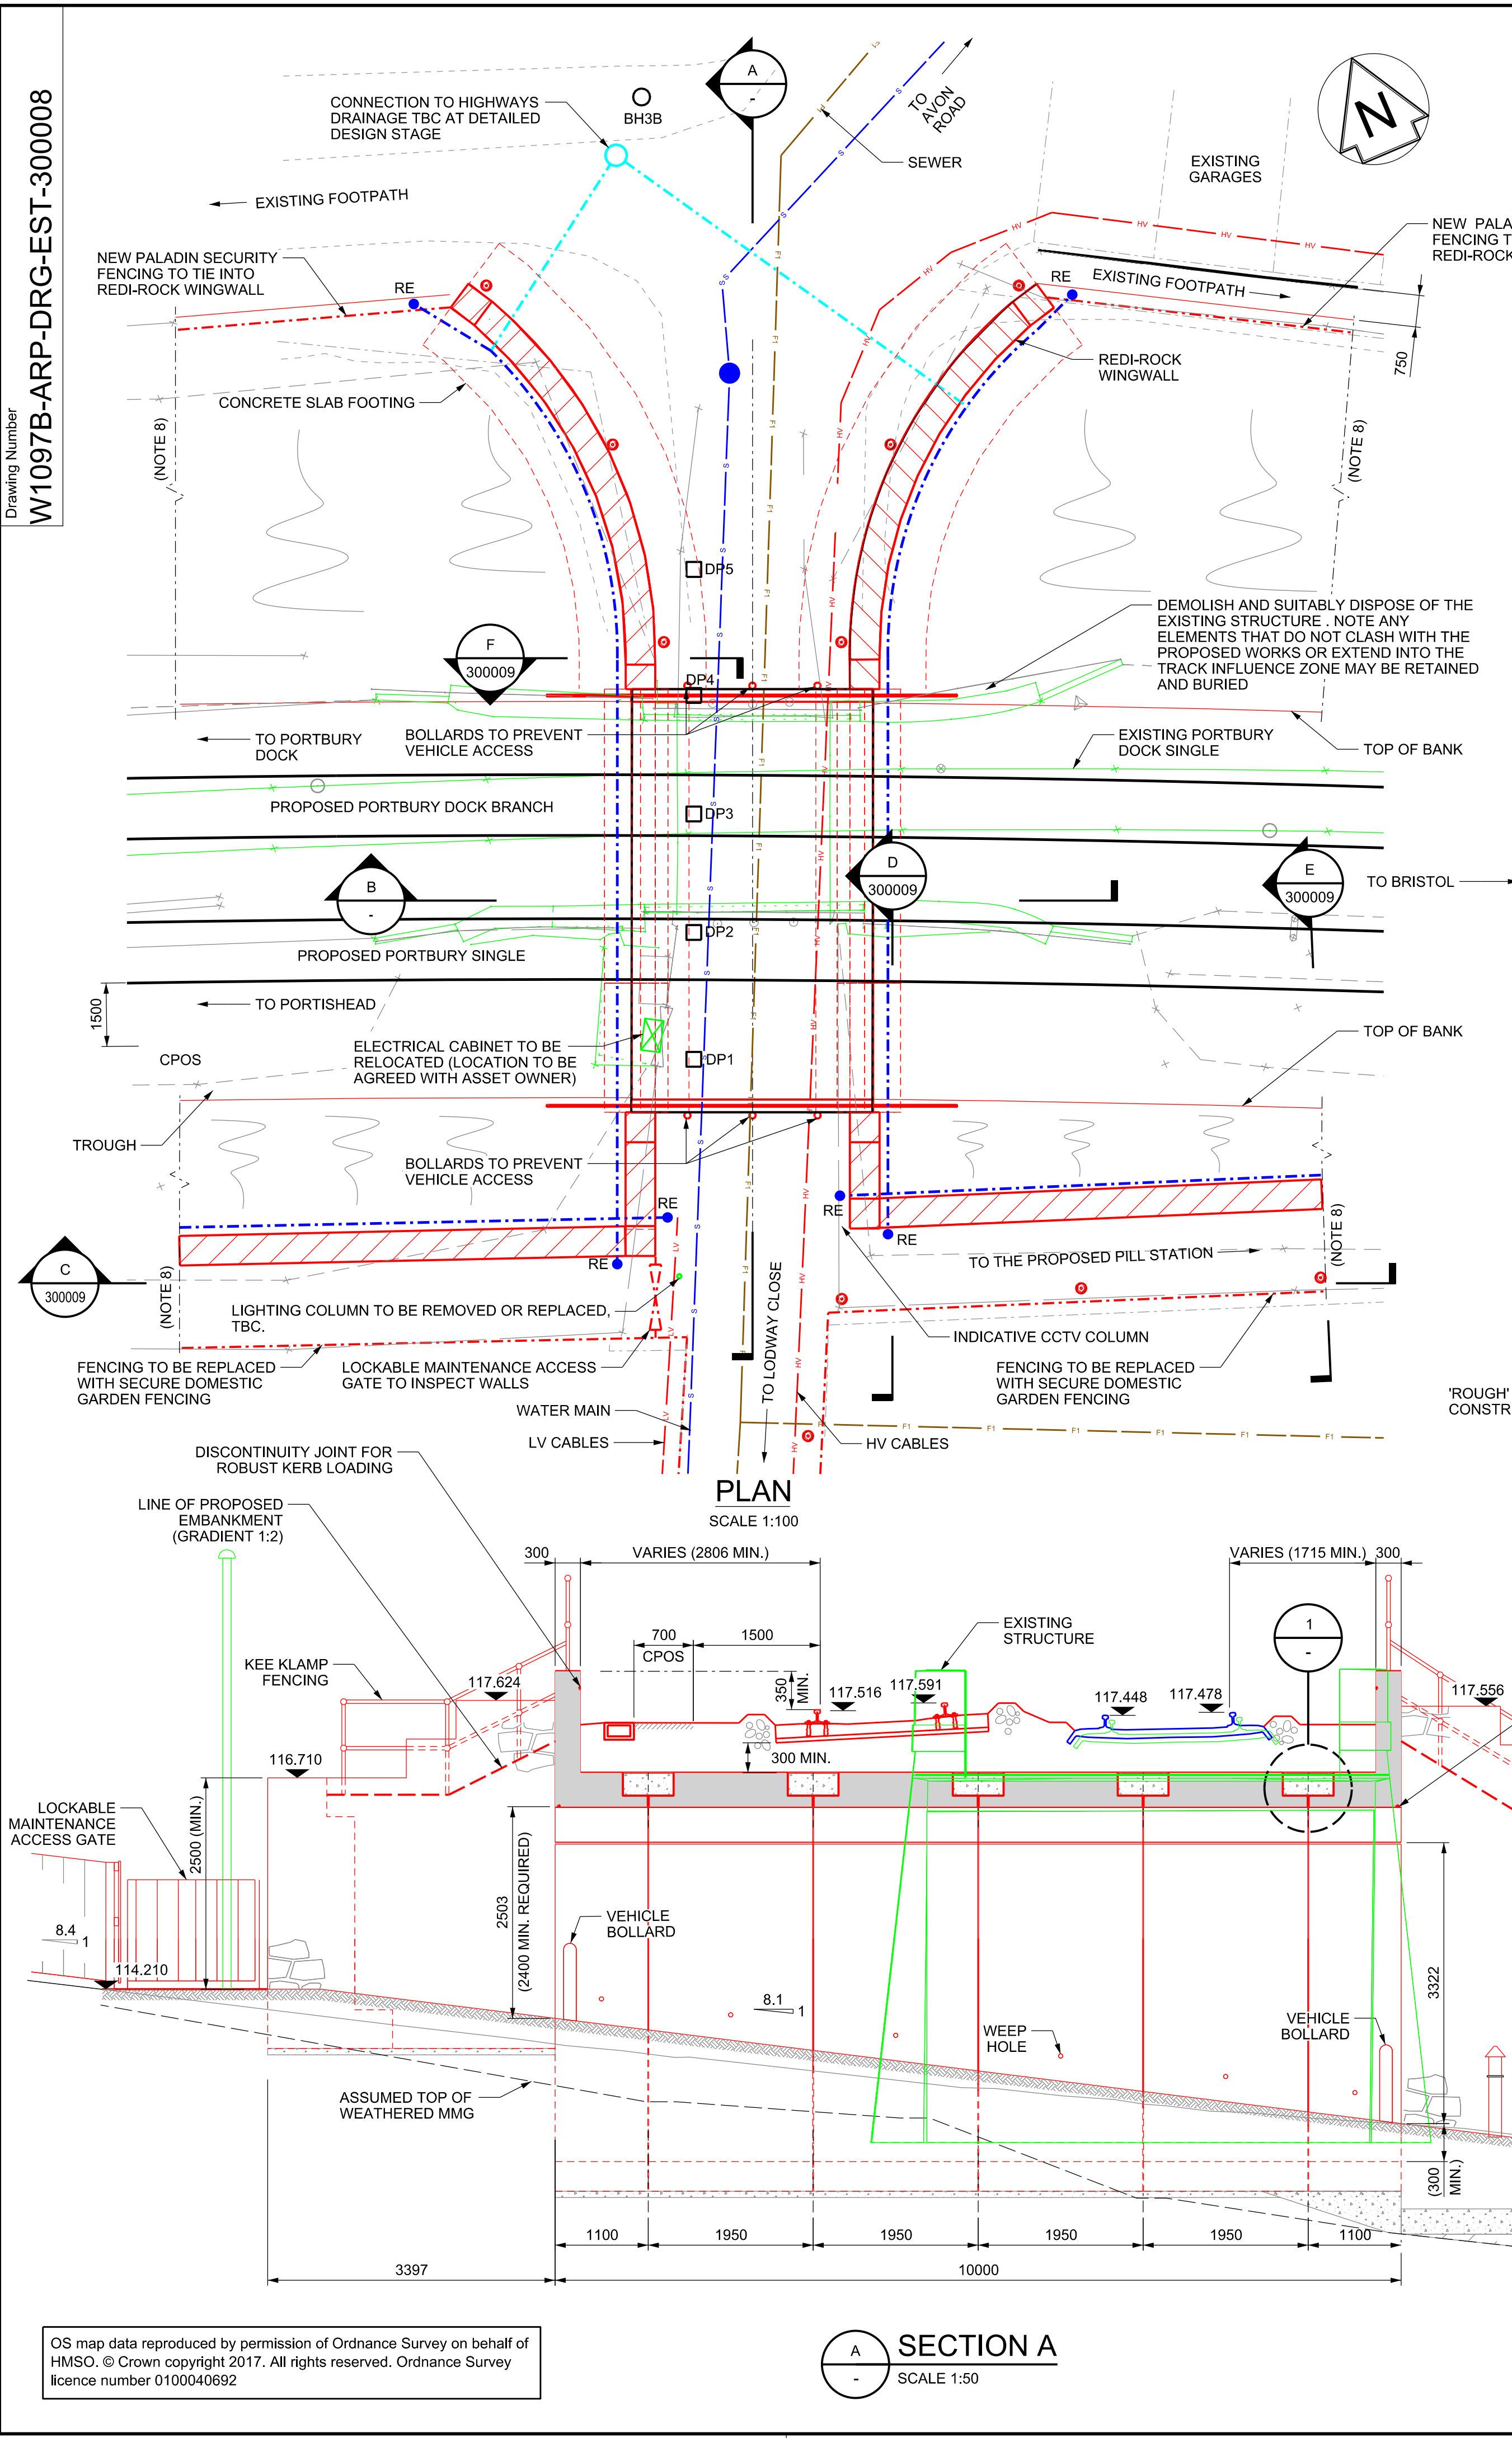 Drawing Number
W1097B-ARP-DRG-EST-300008
A
-
CONNECTION TO HIGHWAYS
DRAINAGE TBC AT DETAILED
DESIGN STAGE
BH3B
TO
AVON
ROAD
N
SEWER
EXISTING
GARAGES
EXISTING FOOTPATH
NEW PALADIN SECURITY
FENCING TO TIE INTO
REDI-ROCK WINGWALL
RE
RE
EXISTING FOOTPATH
NEW PALA
FENCING T
REDI-ROCK
750
REDI-ROCK
WINGWALL
CONCRETE SLAB FOOTING
(NOTE 8)
(NOTE 8)
DP5
DEMOLISH AND SUITABLY DISPOSE OF THE
EXISTING STRUCTURE . NOTE ANY
ELEMENTS THAT DO NOT CLASH WITH THE
PROPOSED WORKS OR EXTEND INTO THE
TRACK INFLUENCE ZONE MAY BE RETAINED
AND BURIED
F
300009
DP4
TO PORTBURY
DOCK
BOLLARDS TO PREVENT
VEHICLE ACCESS
EXISTING PORTBURY
DOCK SINGLE
TOP OF BANK
PROPOSED PORTBURY DOCK BRANCH
DP3
B
-
D
300009
E
300009
TO BRISTOL
DP2
PROPOSED PORTBURY SINGLE
TO PORTISHEAD
1500
CPOS
ELECTRICAL CABINET TO BE
RELOCATED (LOCATION TO BE
AGREED WITH ASSET OWNER)
DP1
TOP OF BANK
TROUGH
BOLLARDS TO PREVENT
VEHICLE ACCESS
RE
RE
RE
RE
TO THE PROPOSED PILL STATION
(NOTE 8)
(NOTE 8)
C
300009
LIGHTING COLUMN TO BE REMOVED OR REPLACED,
TBC.
TO LODWAY CLOSE
INDICATIVE CCTV COLUMN
FENCING TO BE REPLACED
WITH SECURE DOMESTIC
GARDEN FENCING
LOCKABLE MAINTENANCE ACCESS
GATE TO INSPECT WALLS
FENCING TO BE REPLACED
WITH SECURE DOMESTIC
GARDEN FENCING
'ROUGH'
CONSTR
WATER MAIN
LV CABLES
HV CABLES
PLAN
SCALE 1:100
DISCONTINUITY JOINT FOR
ROBUST KERB LOADING
LINE OF PROPOSED
EMBANKMENT
(GRADIENT 1:2)
300
VARIES (2806 MIN.)
VARIES (1715 MIN.)
300
EXISTING
STRUCTURE
1
-
700
CPOS
1500
KEE KLAMP
FENCING
117.624
350
MIN.
117.516
117.591
117.448
117.478
117.556
116.710
300 MIN.
LOCKABLE
MAINTENANCE
ACCESS GATE
2500 (MIN.)
2503
(2400 MIN. REQUIRED)
VEHICLE
BOLLARD
8.4
1
114.210
8.1
1
WEEP
HOLE
VEHICLE
BOLLARD
3322
(300
MIN.)
ASSUMED TOP OF
WEATHERED MMG
1100
1950
1950
1950
1950
1100
3397
10000
OS map data reproduced by permission of Ordnance Survey on behalf of
HMSO. © Crown copyright 2017. All rights reserved. Ordnance Survey
licence number 0100040692
A
-
SECTION A
SCALE 1:50